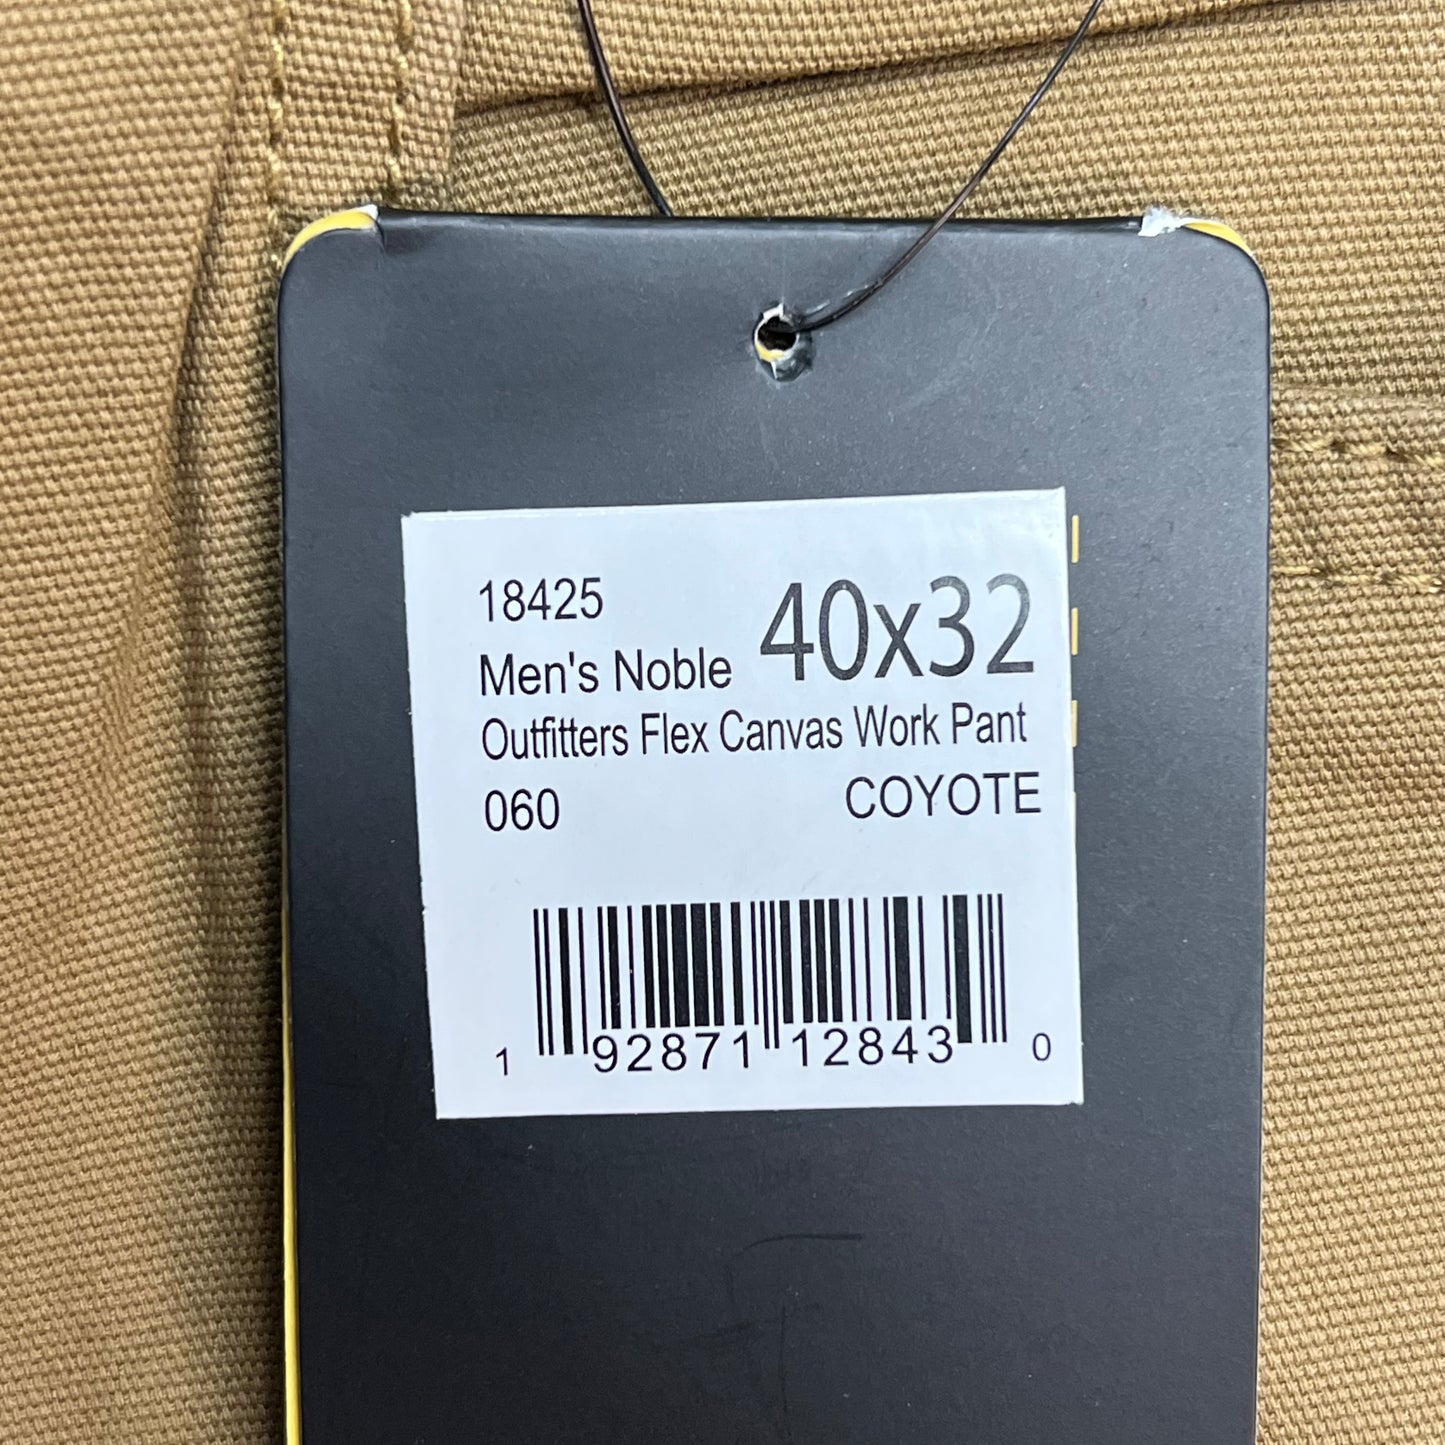 18425
40x32
Men's Noble
Outfitters Flex Canvas Work Pant
060 COYOTE
1 92871 12843 0